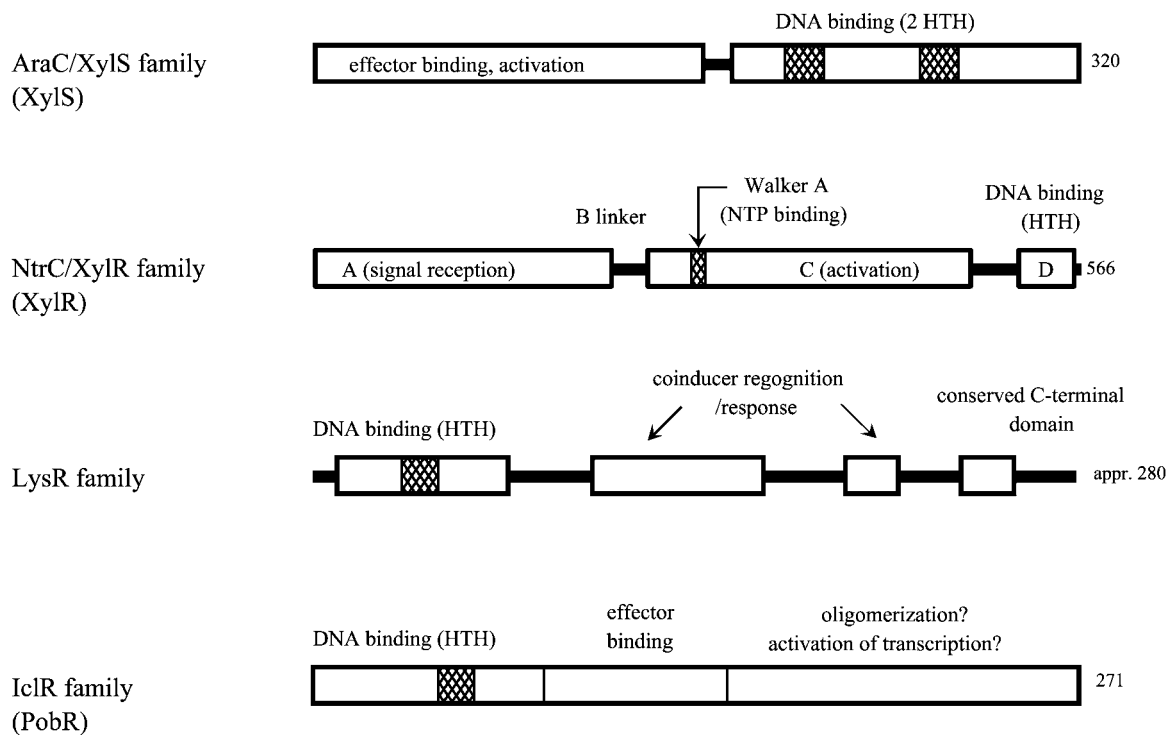 DNA binding (2 HTH)
AraC/XylS family
(XylS)
effector binding, activation
320
Walker A
(NTP binding)
DNA binding
(HTH)
B linker
NtrC/XylR family
(XylR)
A (signal reception)
C (activation)
D
566
coinducer regognition
/response
conserved C-terminal
domain
DNA binding (HTH)
LysR family
appr. 280
effector
binding
oligomerization?
activation of transcription?
DNA binding (HTH)
IclR family
(PobR)
271